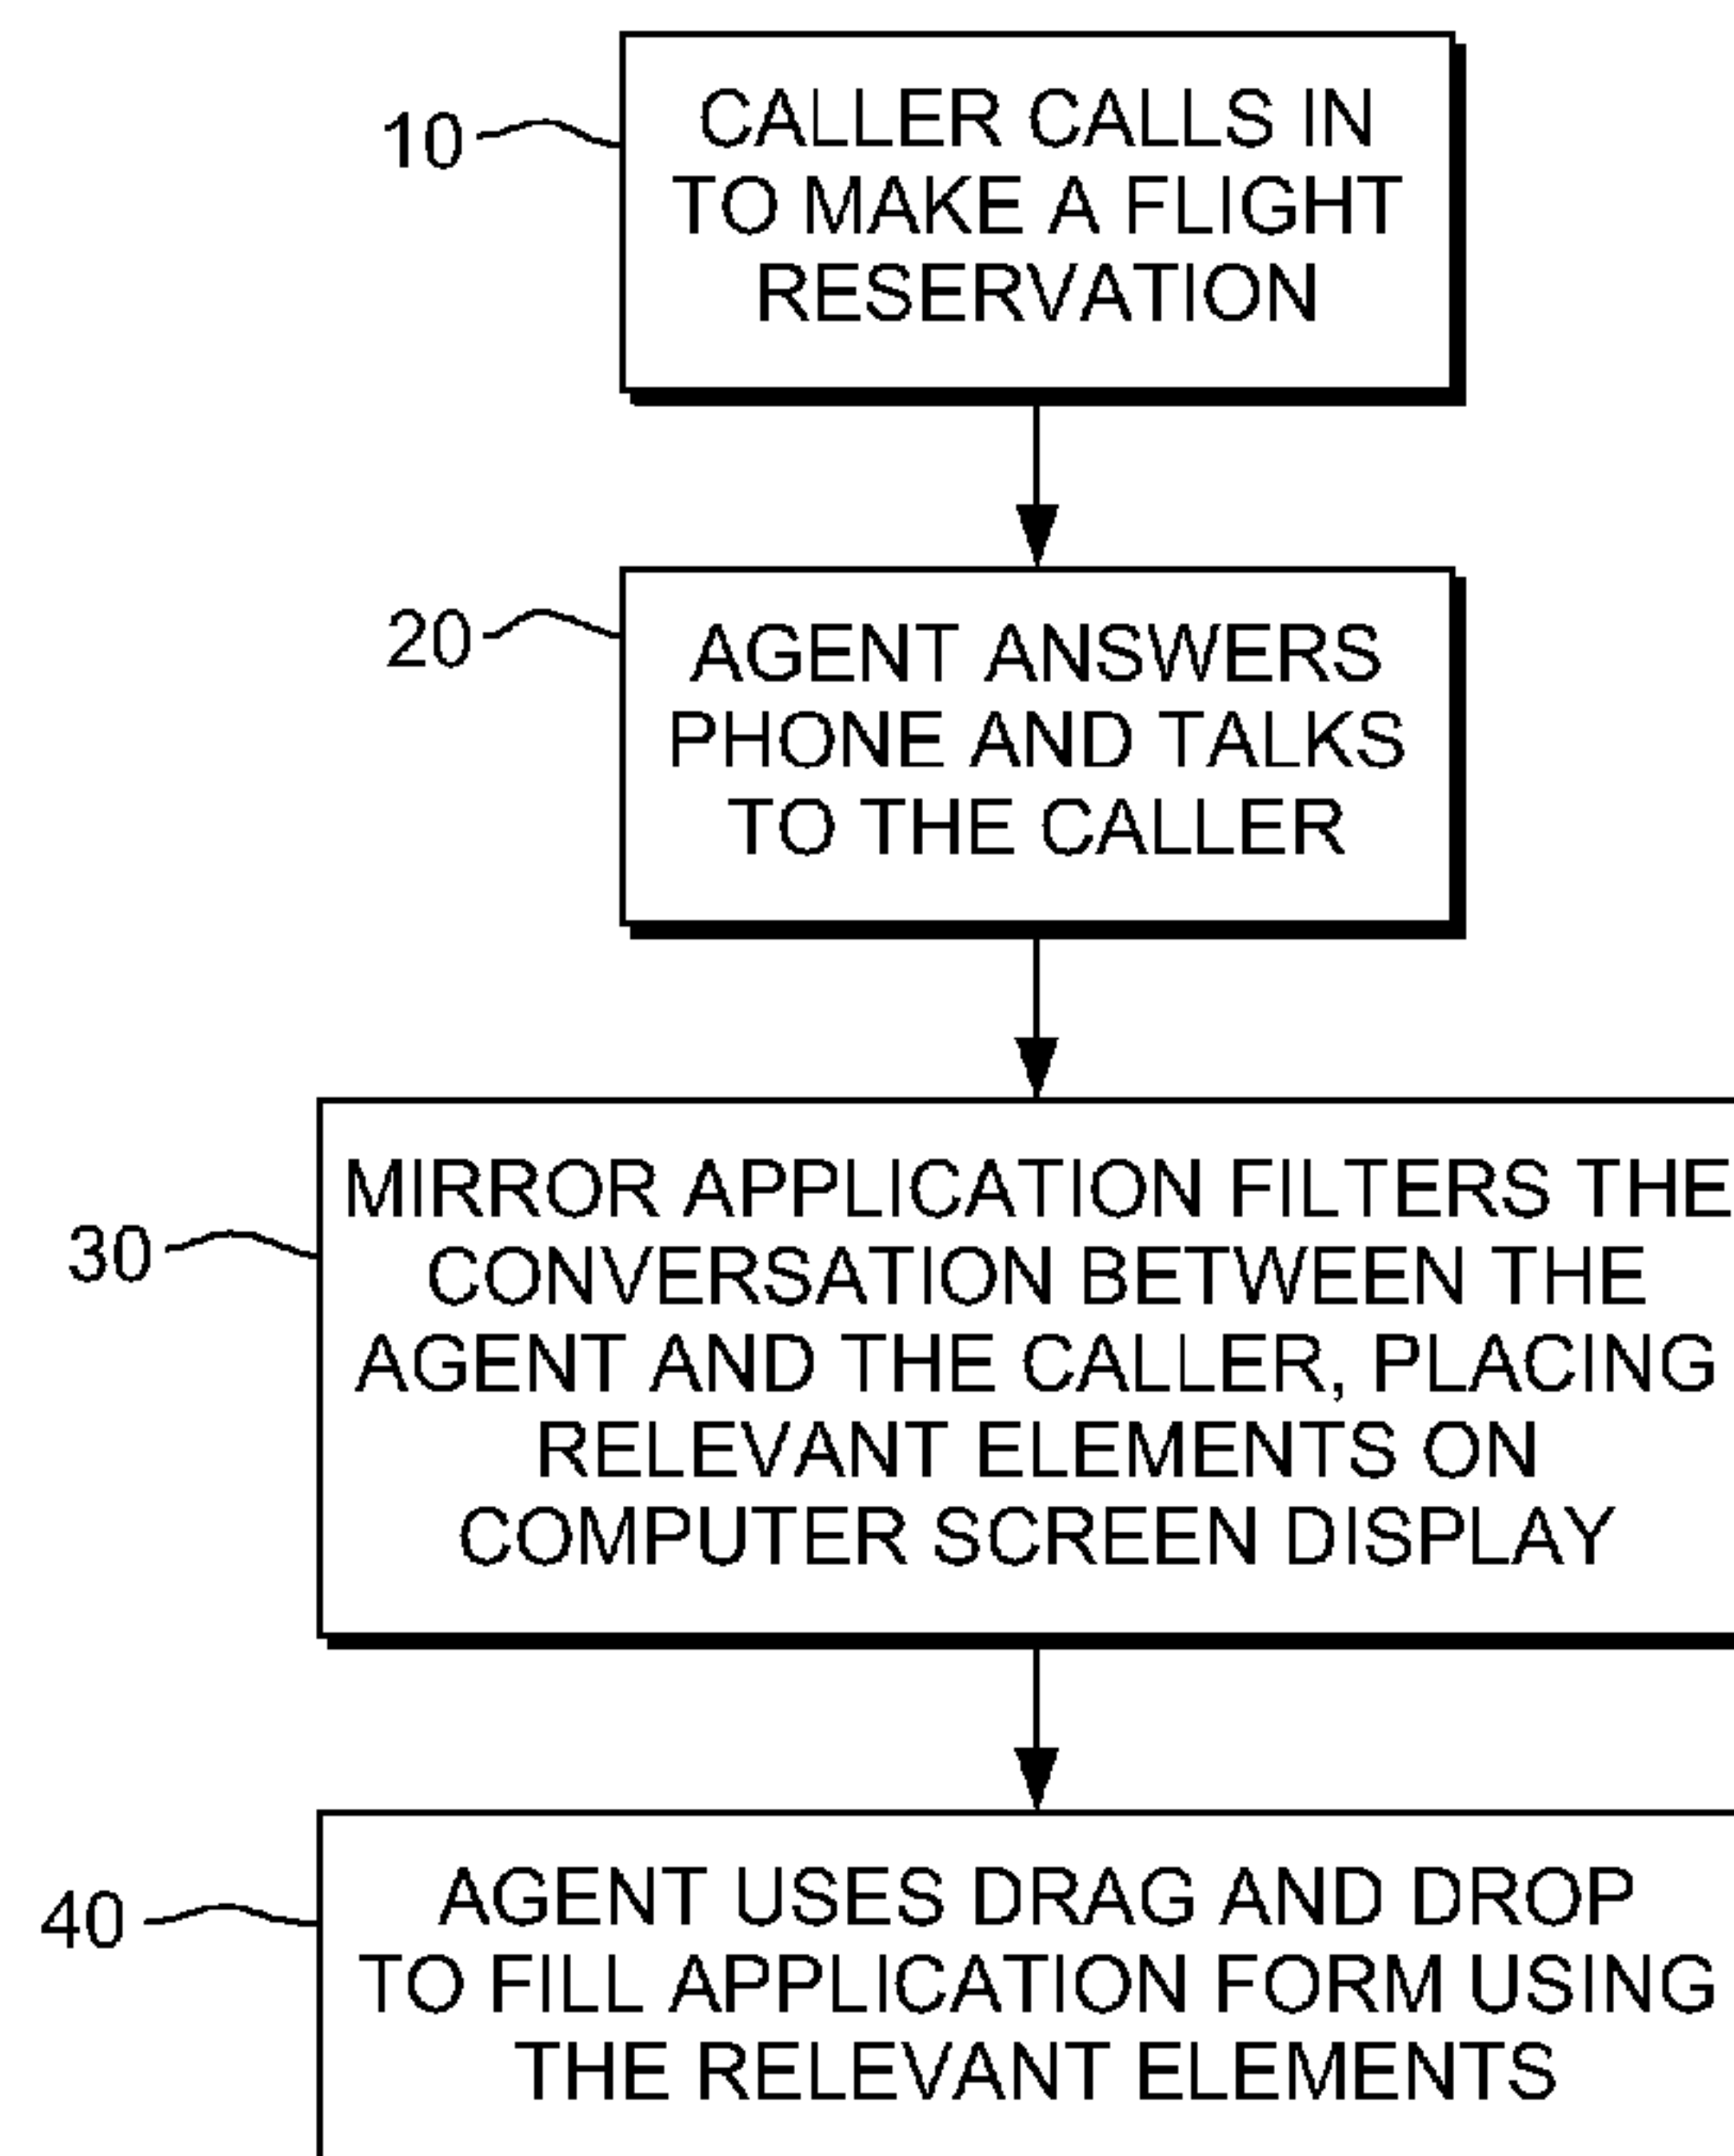 10
CALLER CALLS IN
TO MAKE A FLIGHT
RESERVATION
20
AGENT ANSWERS
PHONE AND TALKS
TO THE CALLER
30
MIRROR APPLICATION FILTERS THE
CONVERSATION BETWEEN THE
AGENT AND THE CALLER, PLACING
RELEVANT ELEMENTS ON
COMPUTER SCREEN DISPLAY
40
AGENT USES DRAG AND DROP
TO FILL APPLICATION FORM USING
THE RELEVANT ELEMENTS